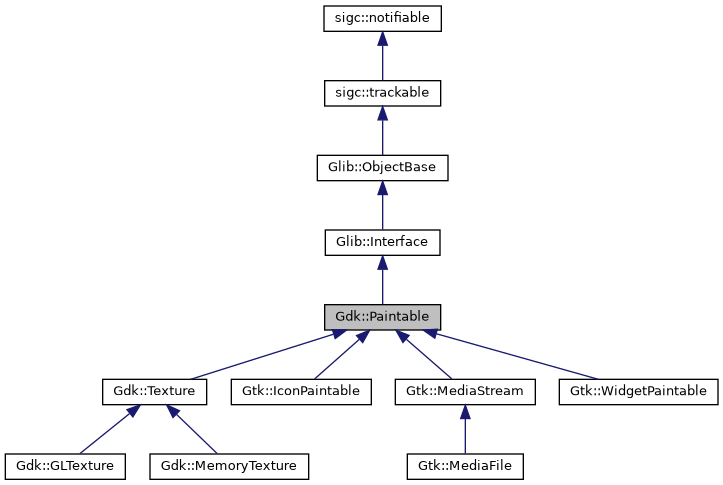 sigc::notifiable
sigc::trackable
Glib::ObjectBase
Glib::Interface
Gdk::Paintable
Gdk::Texture
Gtk::IconPaintable
Gtk::MediaStream
Gtk::WidgetPaintable
Gdk::GLTexture
Gdk::MemoryTexture
Gtk::MediaFile